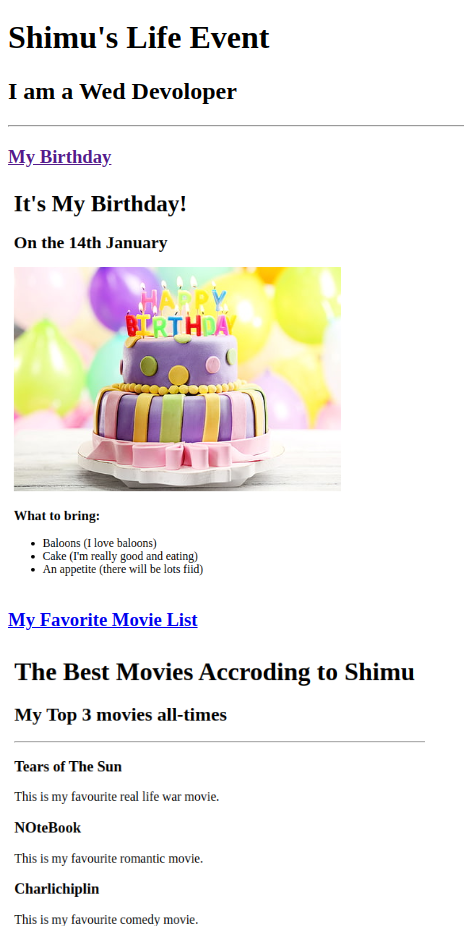 Shimu's Life Event
I am a Wed Devoloper
My Birthday
It's My Birthday!
On the 14th January
HAPPY
BIRTHDAY
What to bring:
Baloons (I love baloons)
Cake (I'm really good and eating)
An appetite (there will be lots fiid)
My Favorite Movie List
The Best Movies Accroding to Shimu
My Top 3 movies all-times
Tears of The Sun
This is my favourite real life war movie.
NOteBook
This is my favourite romantic movie.
Charlichiplin
This is my favourite comedy movie.